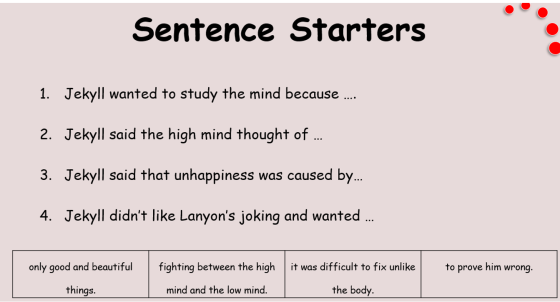 Sentence Starters
1. Jekyll wanted to study the mind because ....
2. Jekyll said the high mind thought of ...
3. Jekyll said that unhappiness was caused by...
4. Jekyll didn't like Lanyon's joking and wanted ...
only good and beautiful
things.
fighting between the high
mind and the low mind.
it was difficult to fix unlike
the body.
to prove him wrong.